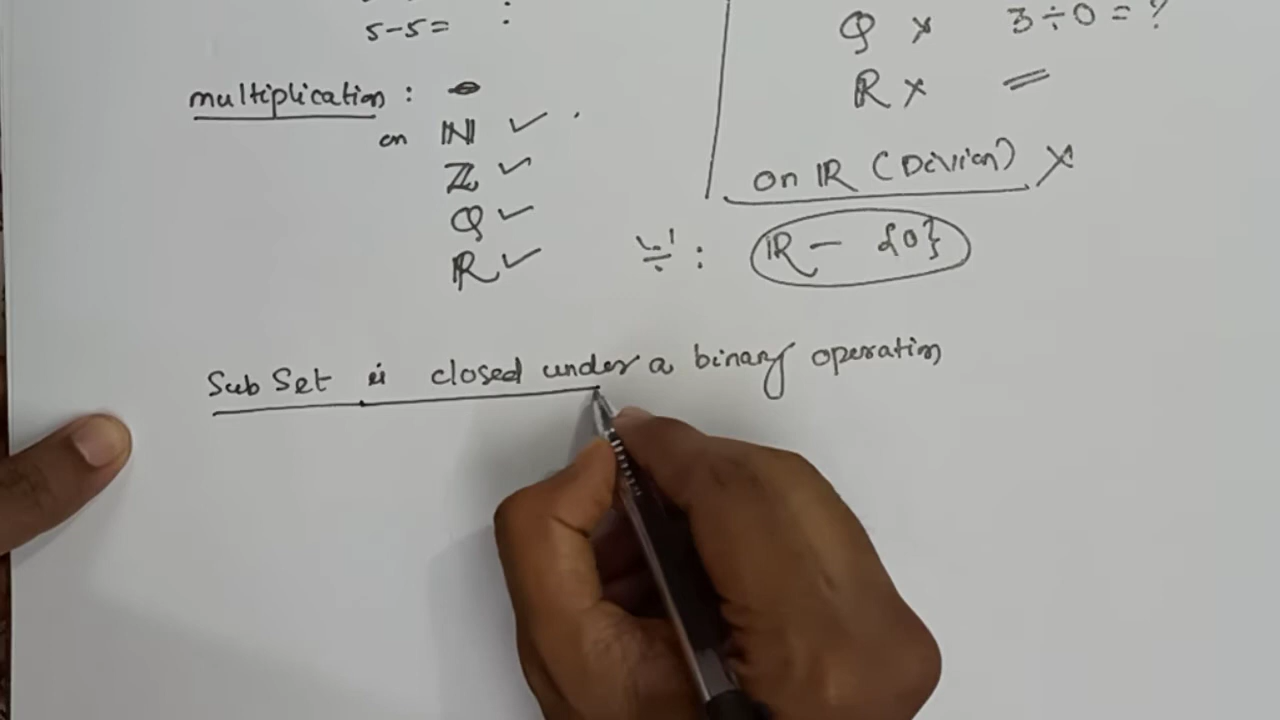 5-5= :
multiplication :
on ℕ ✓ .
ℤ ✓
Q ✓
ℝ ✓
Q × 3÷0=?
ℝ ×
on ℝ (Division) ×
'÷' : ℝ - {0}
Sub Set is closed under a binary operation